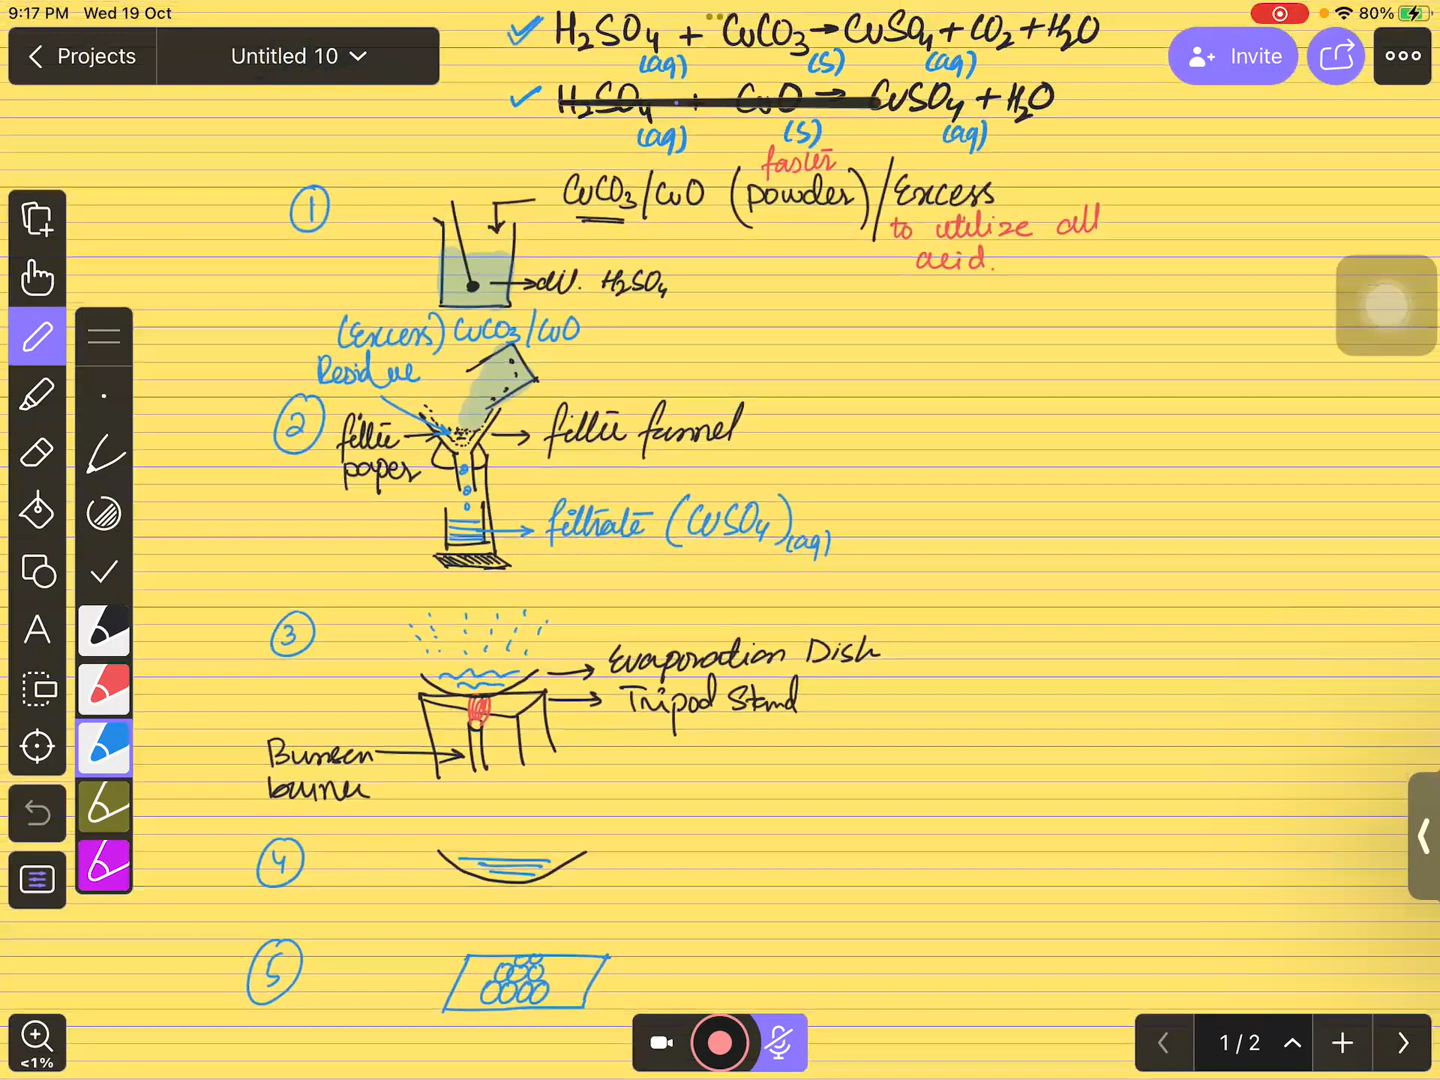 9:17 PM Wed 19 Oct
80%
Projects
Untitled 10
Invite
H₂SO₄ + CuCO₃ → CuSO₄ + CO₂ + H₂O
(aq) (s) (aq)
H₂SO₄ + CuO → CuSO₄ + H₂O
(aq) (s) (aq)
faster
① CuCO₃/CuO (powder)/Excess
to utilize all
acid.
dil. H₂SO₄
(Excess) CuCO₃/CuO
Residue
②
filter
paper
filter funnel
filtrate (CuSO₄)(aq)
③
Evaporation Dish
Tripod Stand
Bunsen
burner
④
⑤
A
<1%
1 / 2